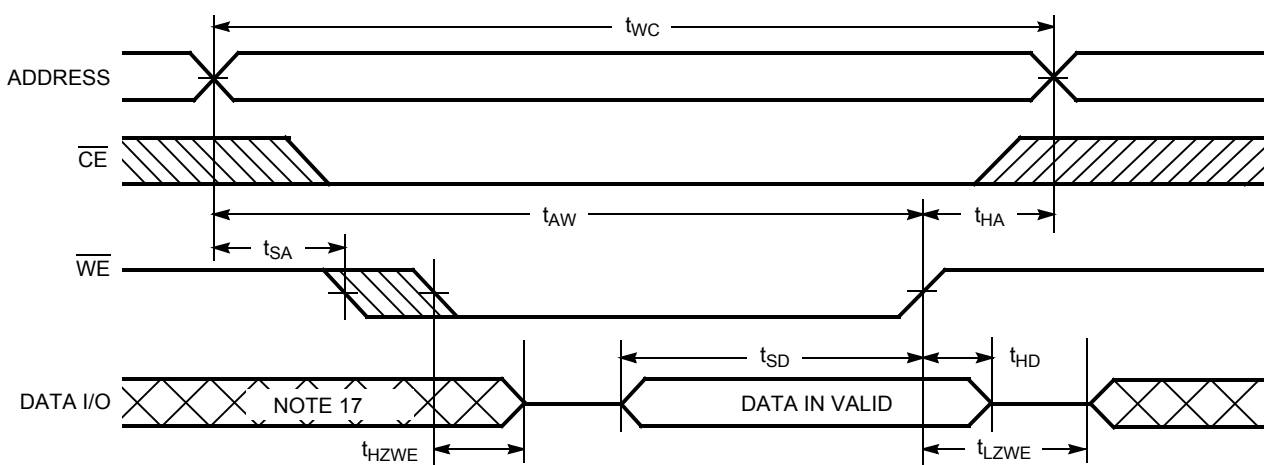 tWC
ADDRESS
CE
tAW
tHA
tSA
WE
tSD
tHD
DATA I/O
NOTE 17
DATA IN VALID
tHZWE
tLZWE